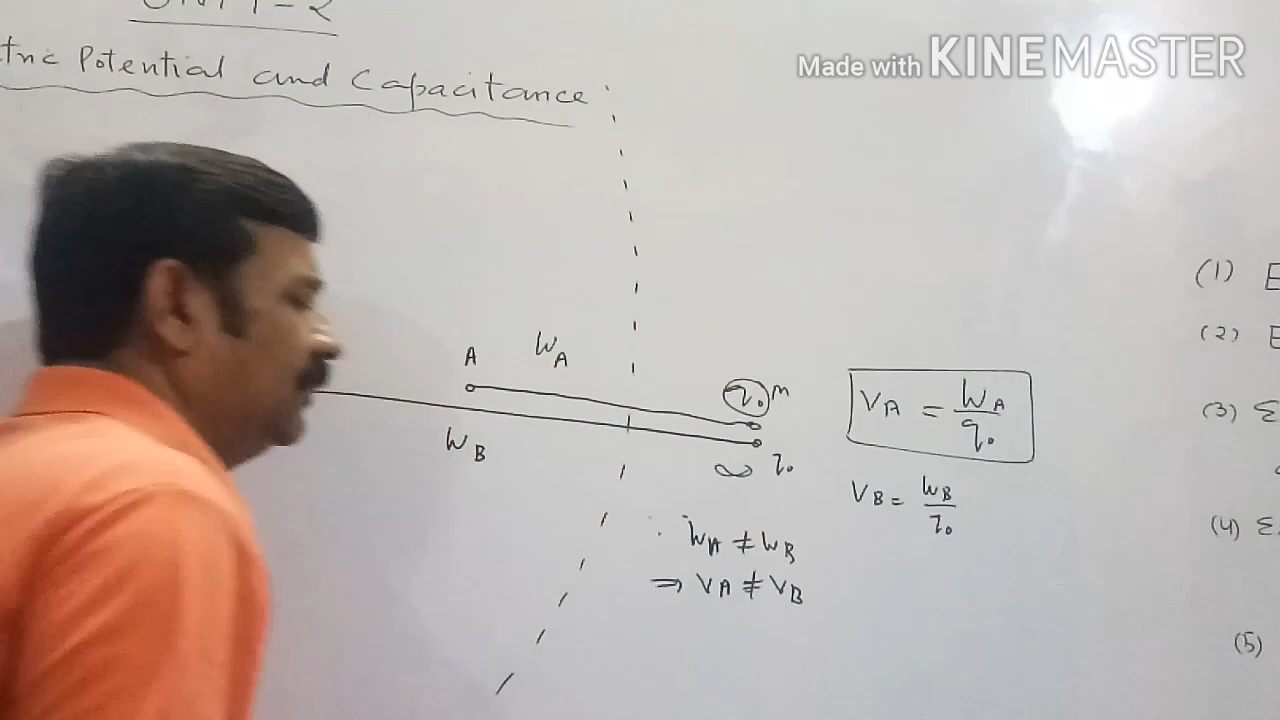 UNIT-2
tric Potential and Capacitance
Made with KINEMASTER
A
W_A
W_B
q₀
∞ q₀
V_A = W_A/q₀
V_B = W_B/q₀
∵ W_A ≠ W_B
⇒ V_A ≠ V_B
(1) E
(2) E
(3) Ɛ
(4) Ɛ
(5)